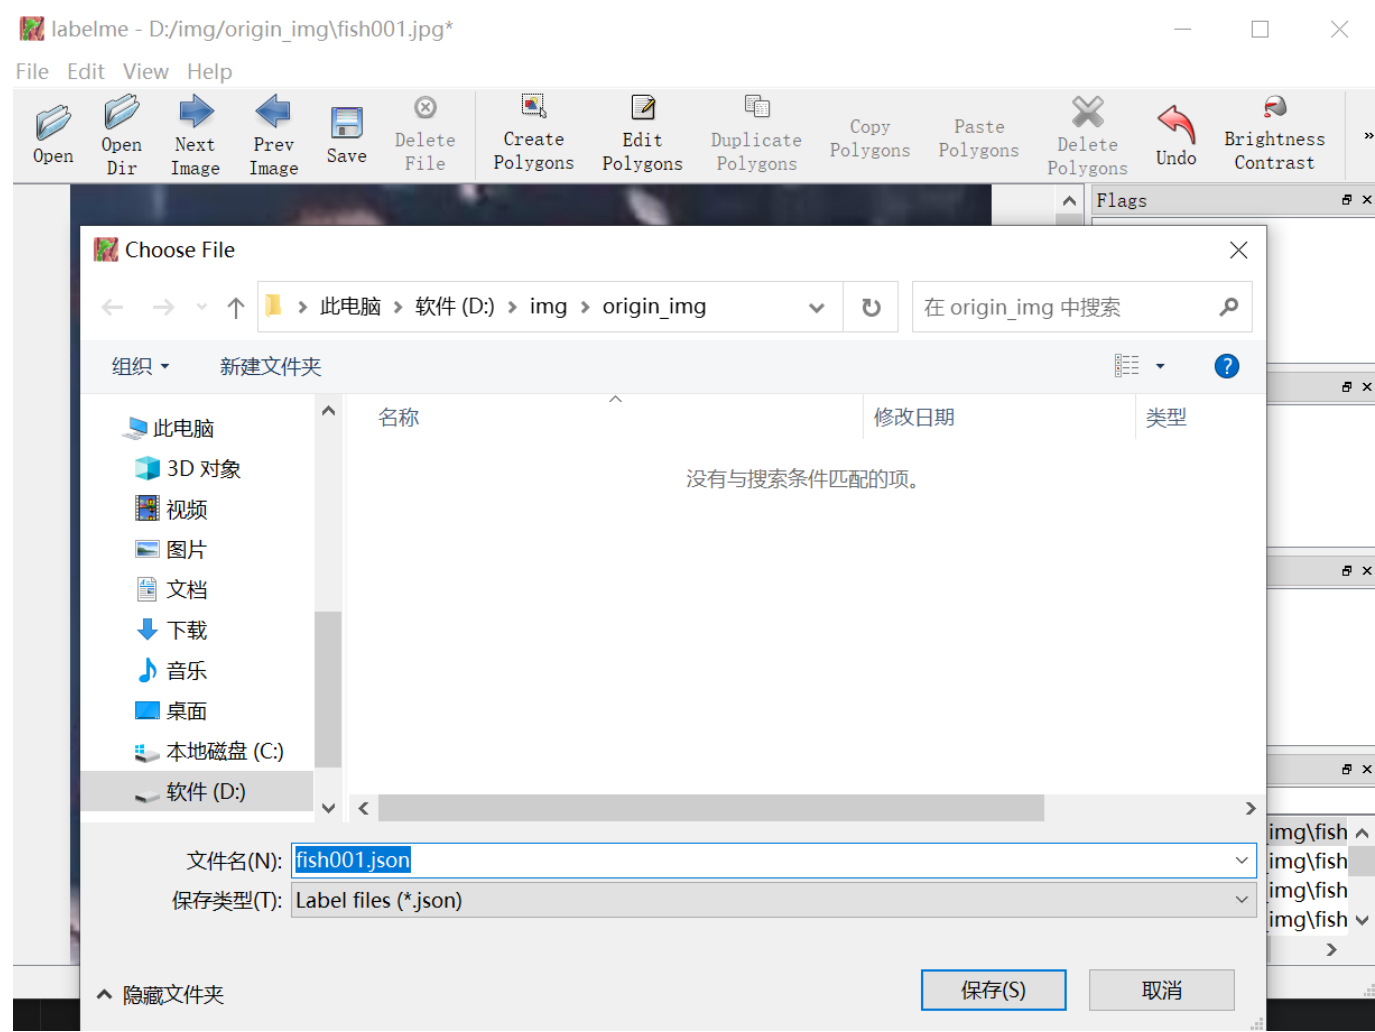 labelme - D:/img/origin_img\fish001.jpg*
File Edit View Help
Open
Open Dir
Next Image
Prev Image
Save
Delete File
Create Polygons
Edit Polygons
Duplicate Polygons
Copy Polygons
Paste Polygons
Delete Polygons
Undo
Brightness Contrast
»
Flags
Choose File
此电脑 › 软件 (D:) › img › origin_img
在 origin_img 中搜索
组织
新建文件夹
名称
修改日期
类型
没有与搜索条件匹配的项。
此电脑
3D 对象
视频
图片
文档
下载
音乐
桌面
本地磁盘 (C:)
软件 (D:)
img\fish
img\fish
img\fish
img\fish
文件名(N): fish001.json
保存类型(T): Label files (*.json)
隐藏文件夹
保存(S)
取消